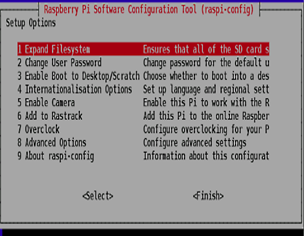 Raspberry Pi Software Configuration Tool (raspi-config)
Setup Options
1 Expand Filesystem Ensures that all of the SD card s
2 Change User Password Change password for the default u
3 Enable Boot to Desktop/Scratch Choose whether to boot into a des
4 Internationalisation Options Set up language and regional sett
5 Enable Camera Enable this Pi to work with the R
6 Add to Rastrack Add this Pi to the online Raspber
7 Overclock Configure overclocking for your P
8 Advanced Options Configure advanced settings
9 About raspi-config Information about this configurat
<Select> <Finish>